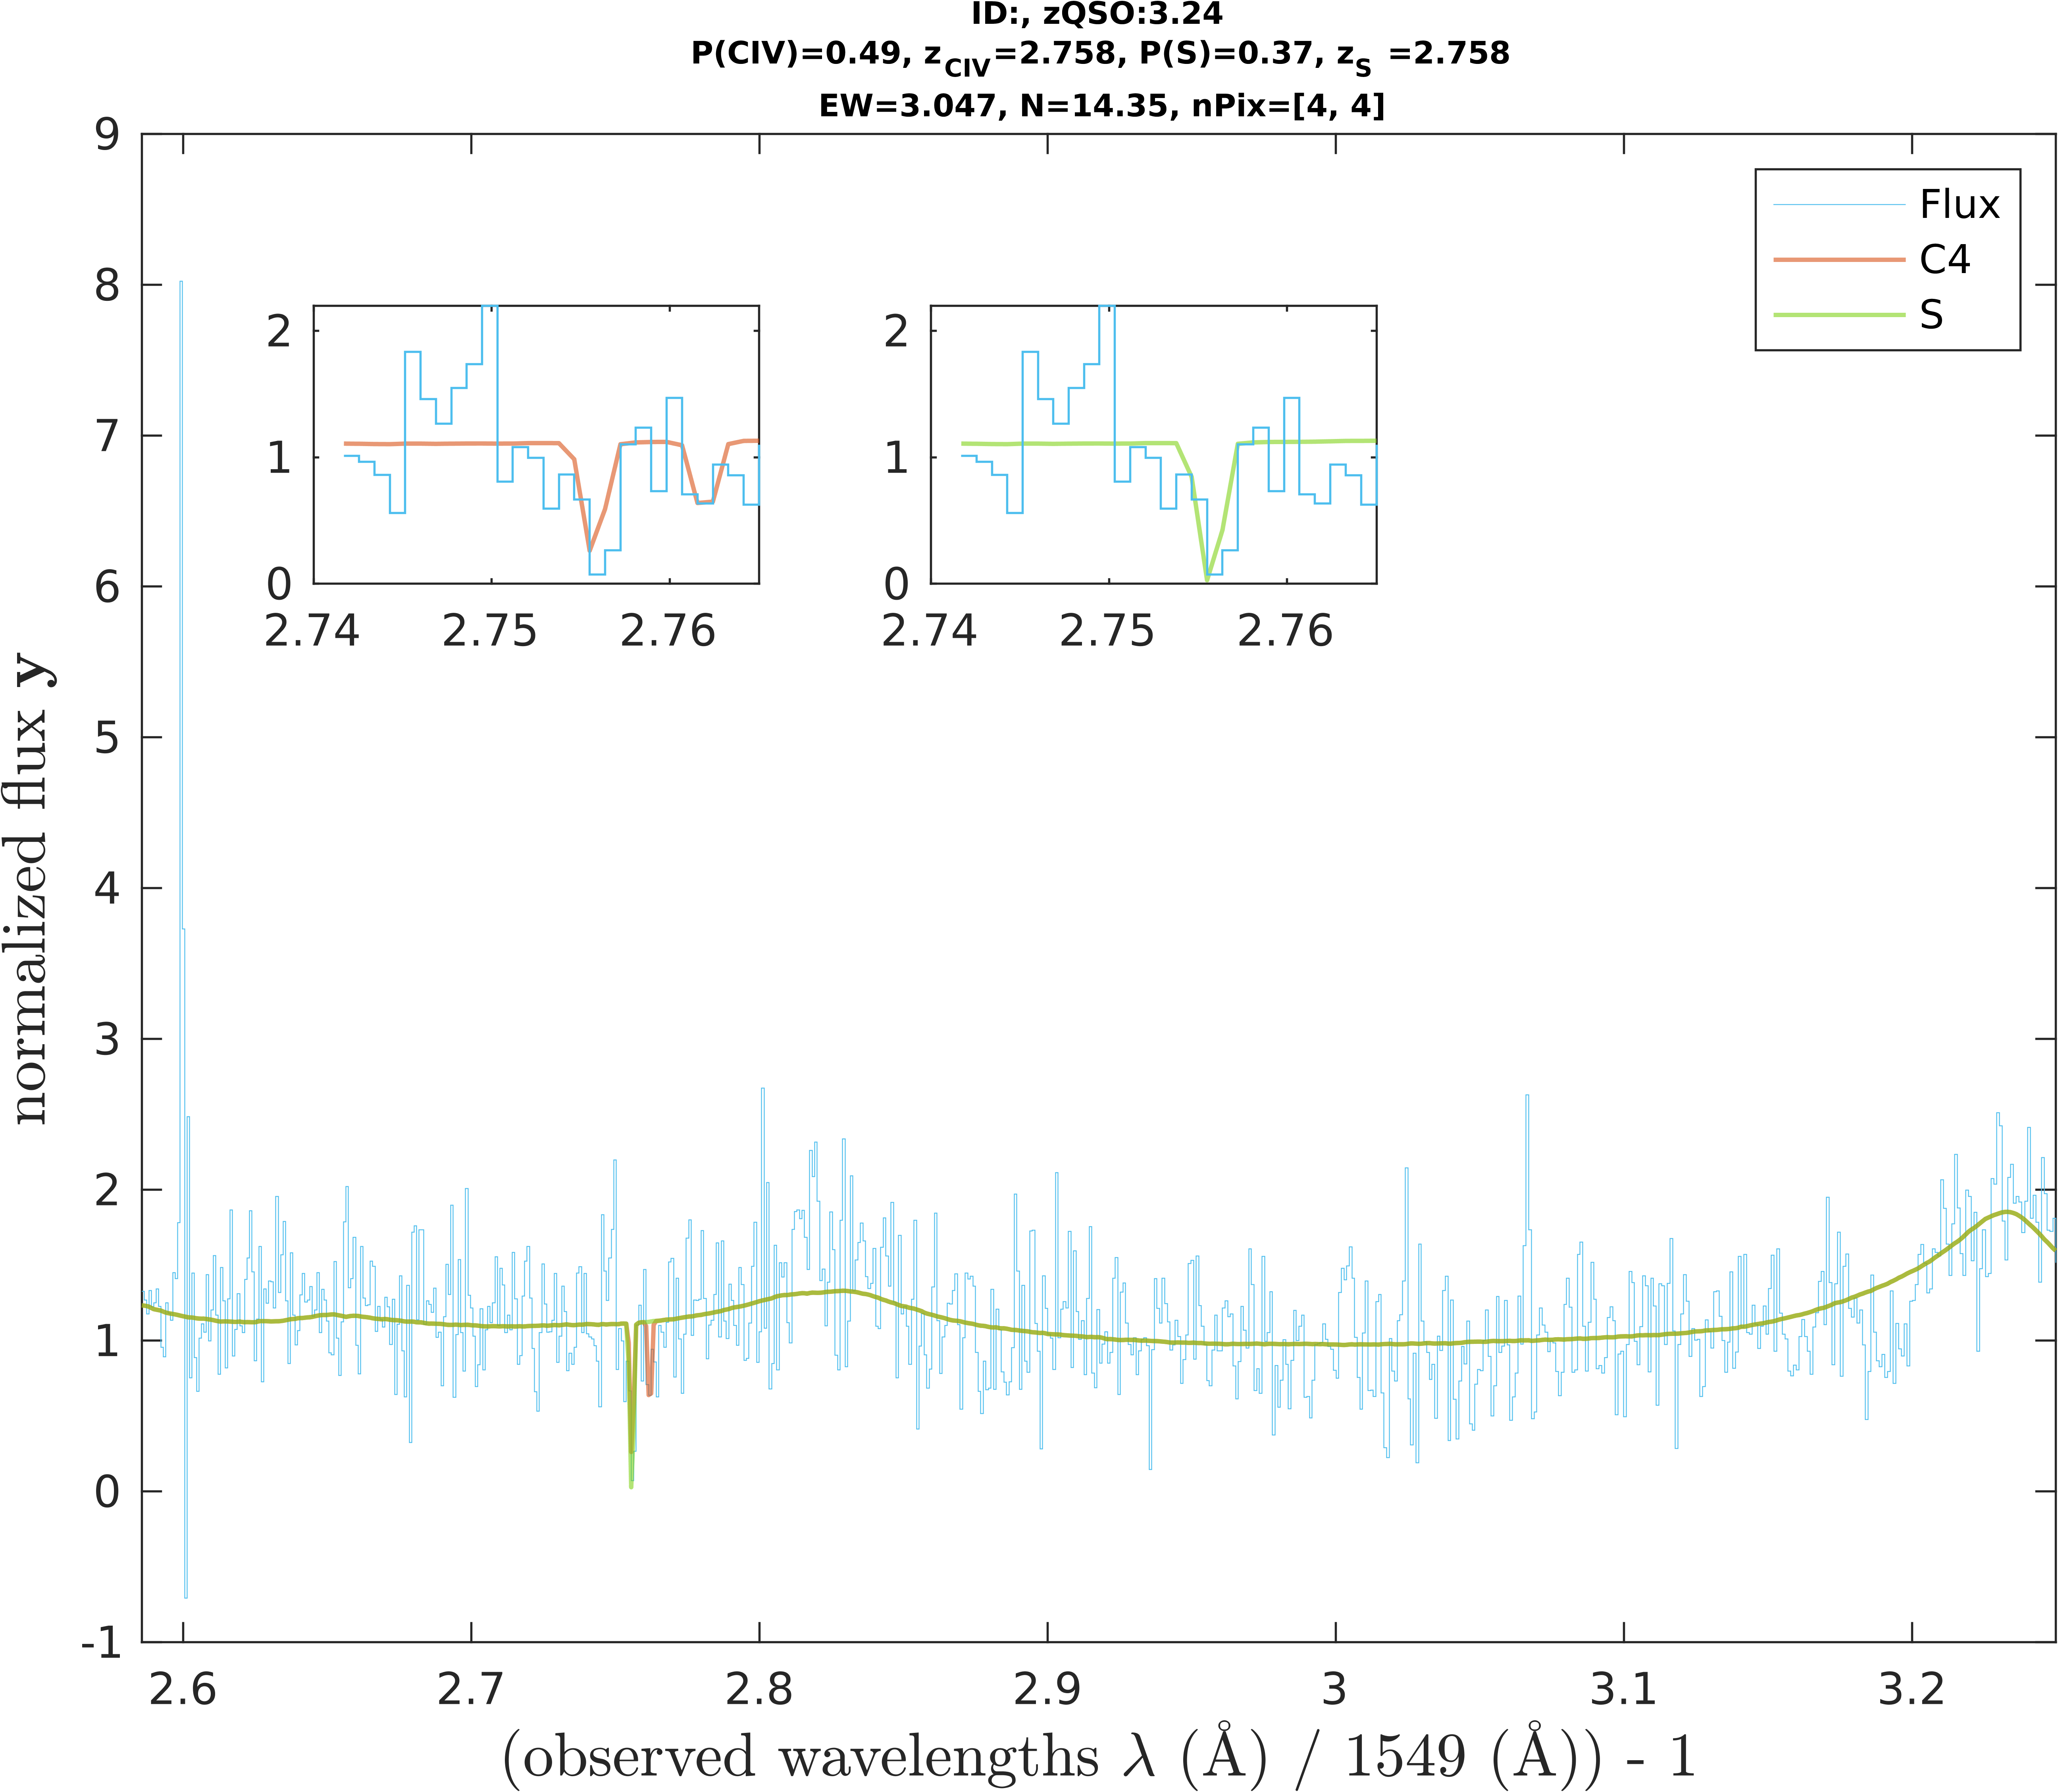 ID:, zQSO:3.24
P(CIV)=0.49, z_CIV=2.758, P(S)=0.37, z_S =2.758
EW=3.047, N=14.35, nPix=[4, 4]
9
8
7
6
5
4
3
2
1
0
-1
normalized flux y
Flux
C4
S
2
1
0
2.74 2.75 2.76
2
1
0
2.74 2.75 2.76
2.6 2.7 2.8 2.9 3 3.1 3.2
(observed wavelengths λ (Å) / 1549 (Å)) - 1